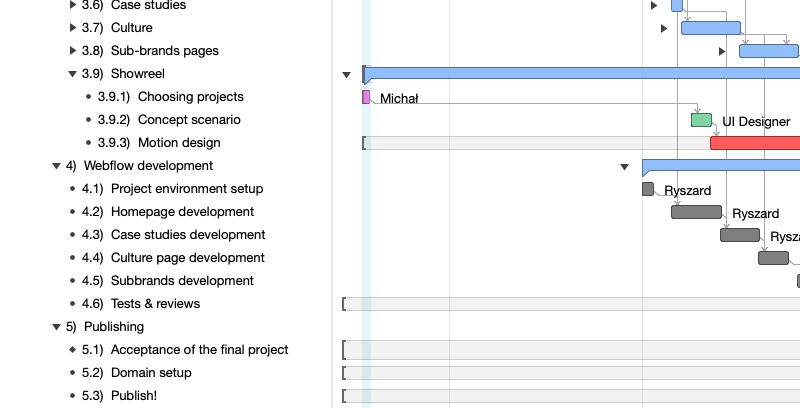 3.6) Case studies
3.7) Culture
3.8) Sub-brands pages
3.9) Showreel
3.9.1) Choosing projects
Michał
3.9.2) Concept scenario
UI Designer
3.9.3) Motion design
4) Webflow development
4.1) Project environment setup
Ryszard
4.2) Homepage development
Ryszard
4.3) Case studies development
Rysza
4.4) Culture page development
4.5) Subbrands development
4.6) Tests & reviews
5) Publishing
5.1) Acceptance of the final project
5.2) Domain setup
5.3) Publish!